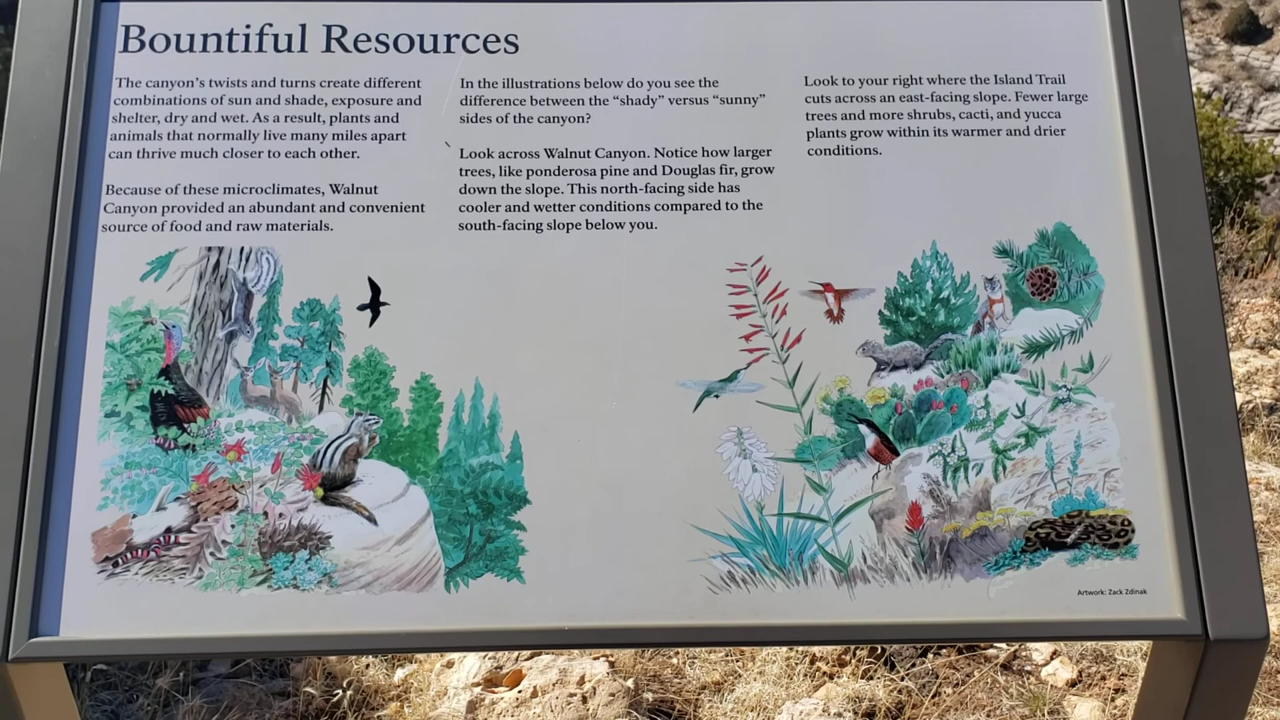 Bountiful Resources
The canyon's twists and turns create different
combinations of sun and shade, exposure and
shelter, dry and wet. As a result, plants and
animals that normally live many miles apart
can thrive much closer to each other.
Because of these microclimates, Walnut
Canyon provided an abundant and convenient
source of food and raw materials.
In the illustrations below do you see the
difference between the “shady” versus “sunny”
sides of the canyon?
Look across Walnut Canyon. Notice how larger
trees, like ponderosa pine and Douglas fir, grow
down the slope. This north-facing side has
cooler and wetter conditions compared to the
south-facing slope below you.
Look to your right where the Island Trail
cuts across an east-facing slope. Fewer large
trees and more shrubs, cacti, and yucca
plants grow within its warmer and drier
conditions.
Artwork: Zack Zdinak